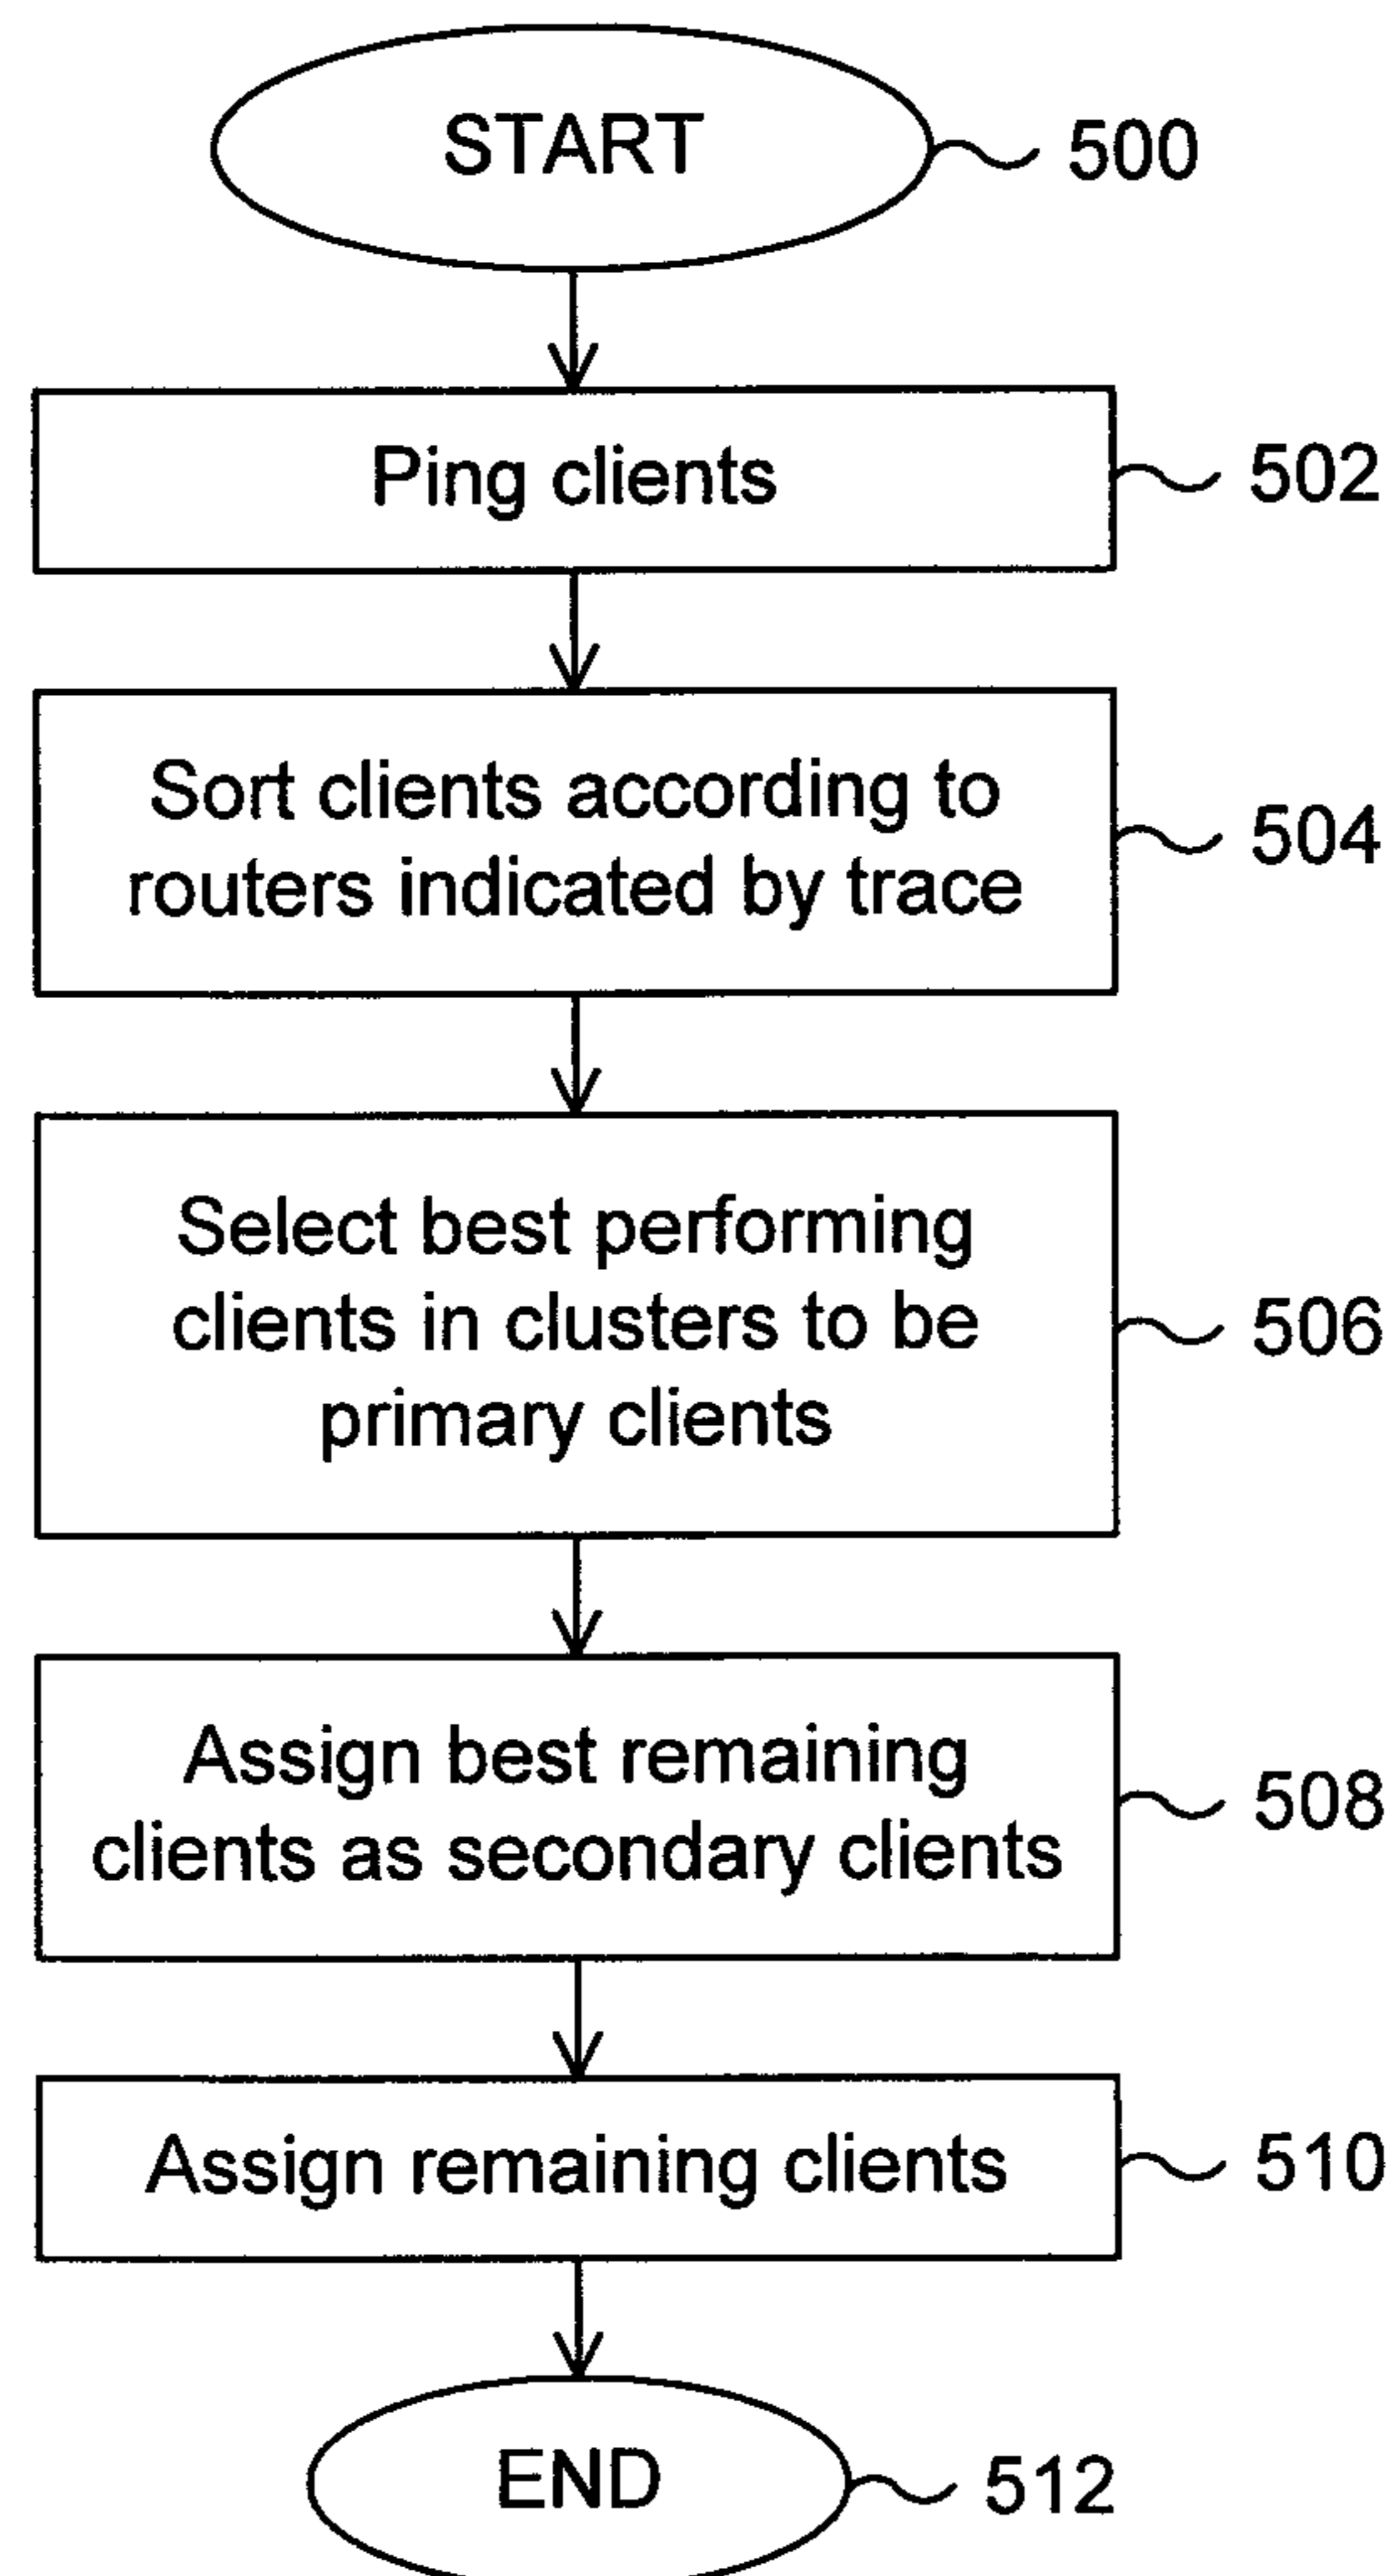 START
500
Ping clients
502
Sort clients according to
routers indicated by trace
504
Select best performing
clients in clusters to be
primary clients
506
Assign best remaining
clients as secondary clients
508
Assign remaining clients
510
END
512